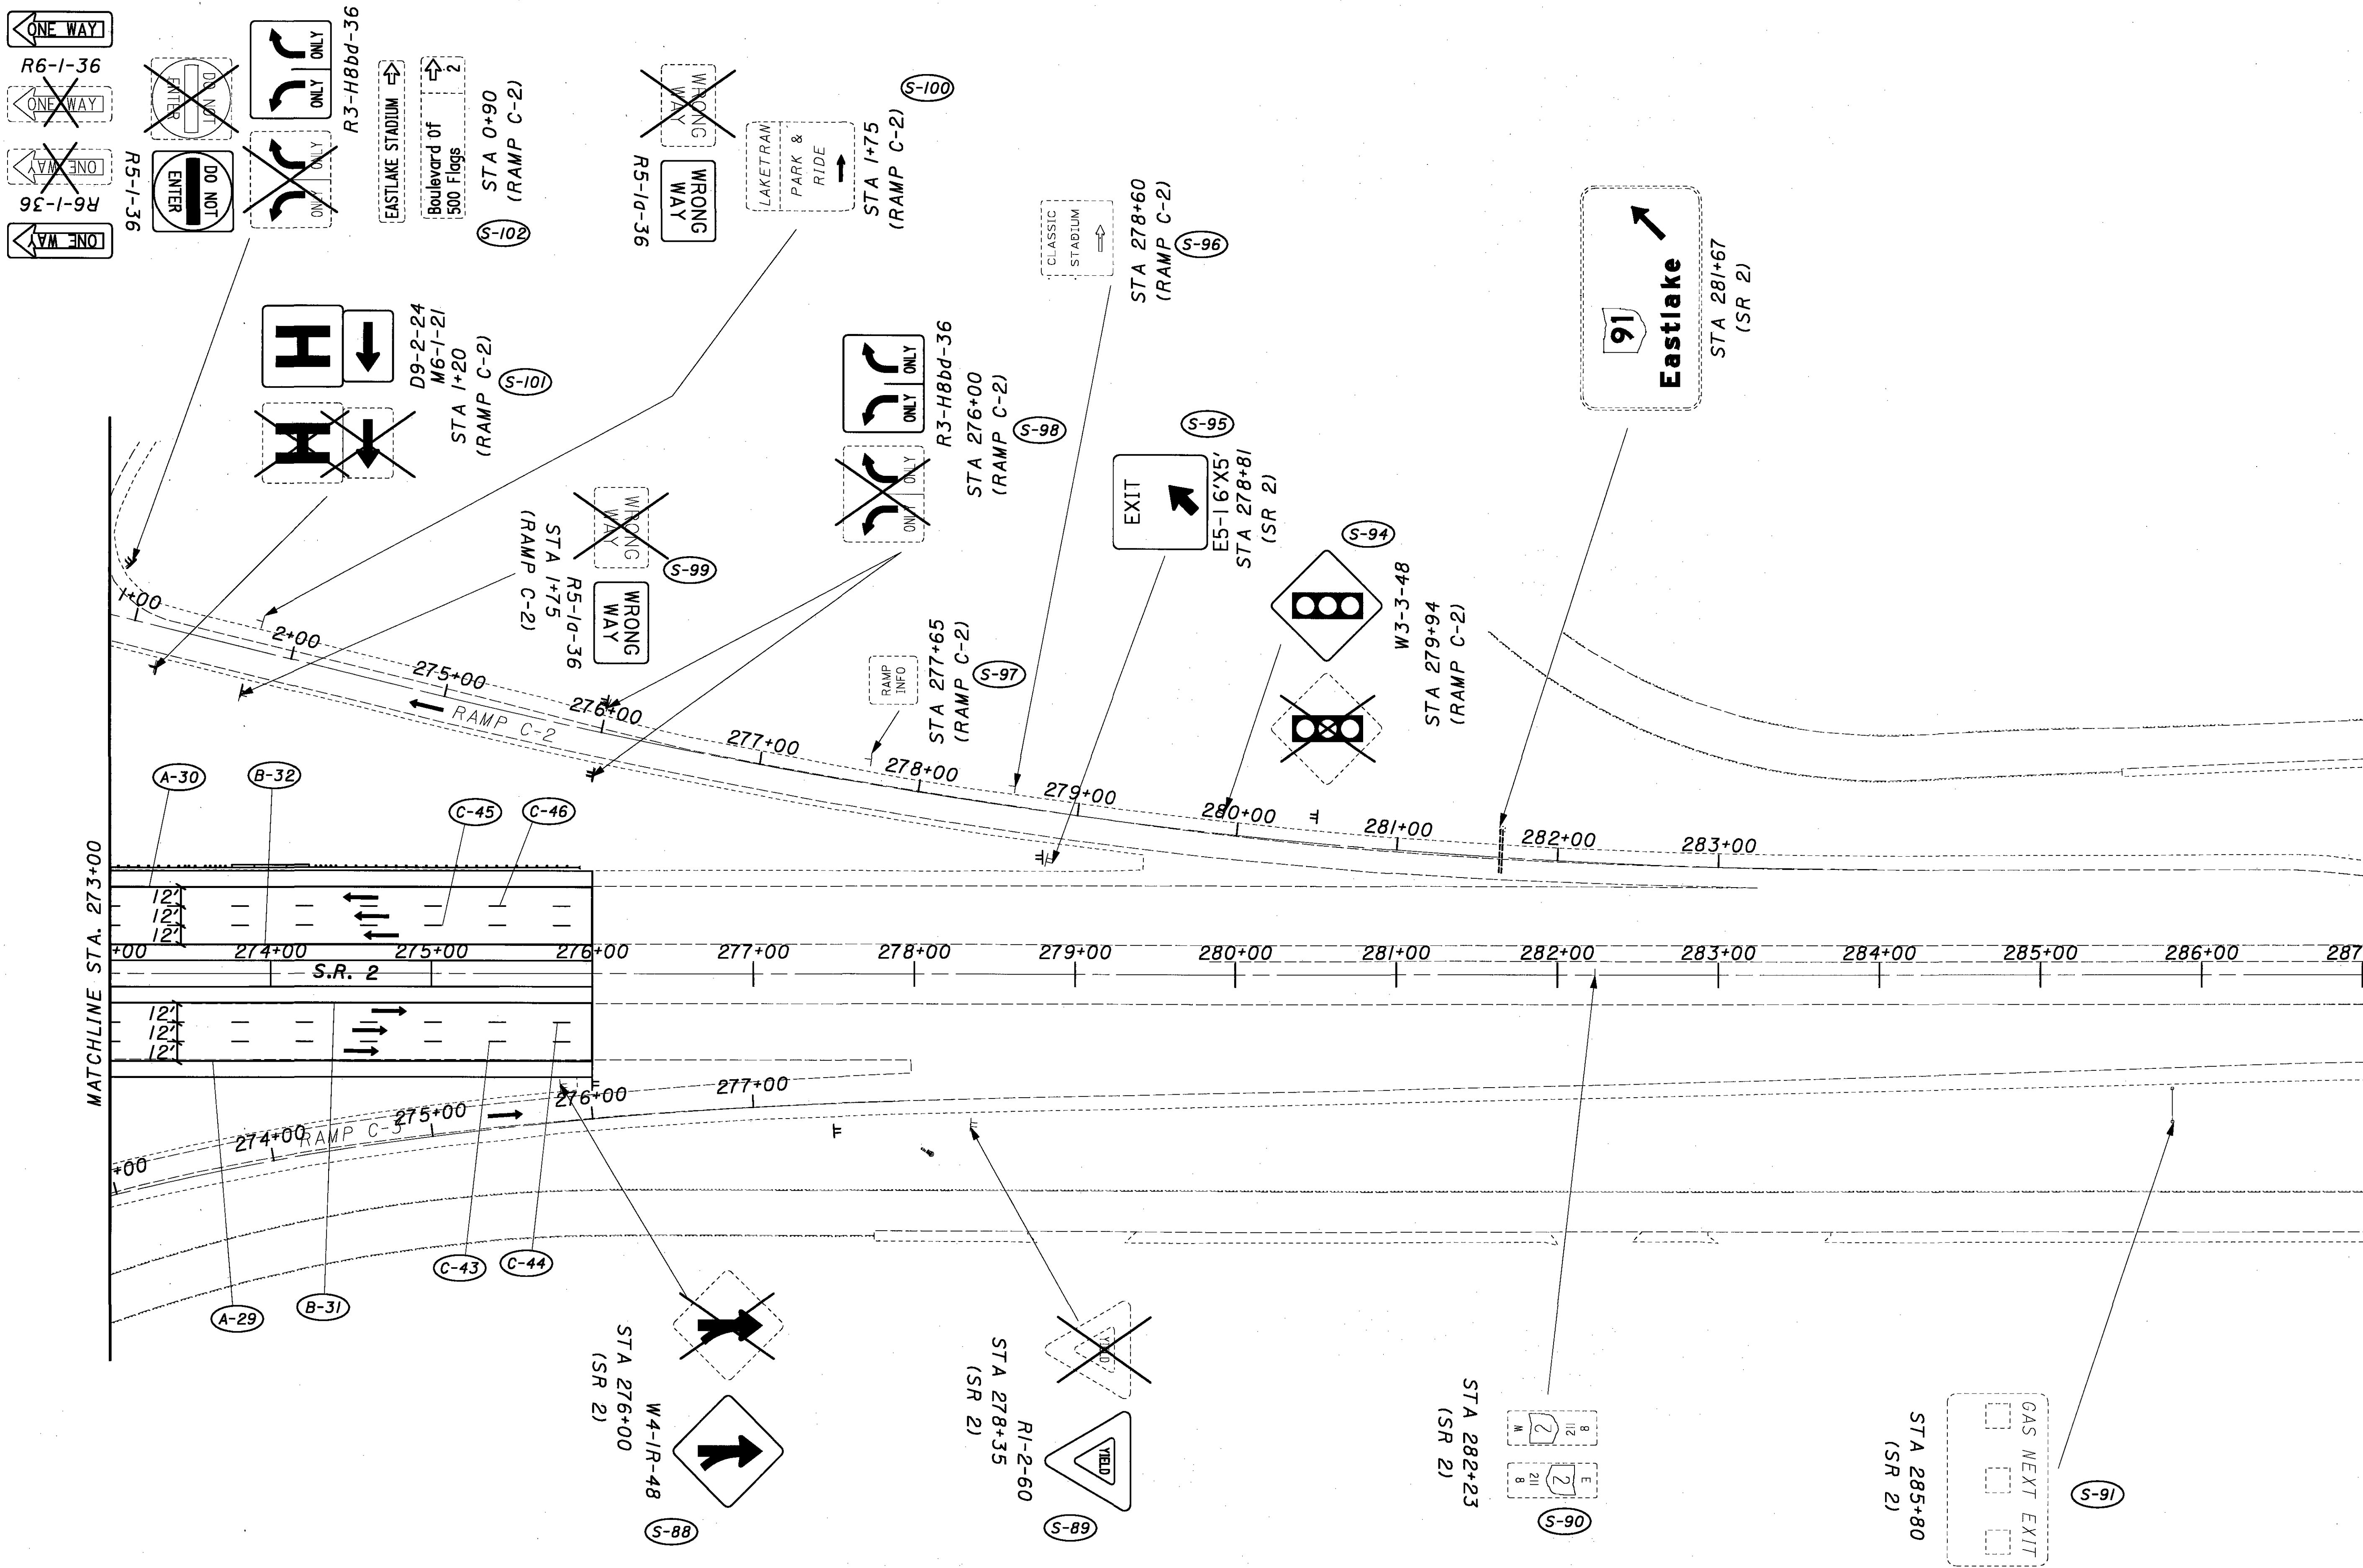 ONE WAY
R6-1-36
ONE WAY
ONE WAY
R6-1-36
ONE WAY
DO NOT
ENTER
R5-1-36
DO NOT
ENTER
ONLY
ONLY
R3-H8bd-36
ONLY
ONLY
EASTLAKE STADIUM
2
Boulevard of
500 Flags
STA 0+90
(RAMP C-2)
S-102
WRONG
WAY
R5-1a-36
WRONG
WAY
LAKETRAN
PARK &
RIDE
STA 1+75
(RAMP C-2)
S-100
CLASSIC
STADIUM
STA 278+60
(RAMP C-2)
S-96
91
Eastlake
STA 281+67
(SR 2)
H
D9-2-24
M6-1-21
STA 1+20
(RAMP C-2)
S-101
H
WRONG
WAY
S-99
WRONG
WAY
R5-1a-36
STA 1+75
(RAMP C-2)
ONLY
ONLY
R3-H8bd-36
STA 276+00
(RAMP C-2)
S-98
ONLY
ONLY
RAMP
INFO
STA 277+65
(RAMP C-2)
S-97
EXIT
S-95
E5-1 6'X5'
STA 278+81
(SR 2)
S-94
W3-3-48
STA 279+94
(RAMP C-2)
1+00
2+00
275+00
276+00
277+00
278+00
279+00
280+00
281+00
282+00
283+00
RAMP C-2
A-30
B-32
C-45
C-46
MATCHLINE STA. 273+00
12'
12'
12'
+00
274+00
275+00
276+00
277+00
278+00
279+00
280+00
281+00
282+00
283+00
284+00
285+00
286+00
287
S.R. 2
12'
12'
12'
+00
274+00
275+00
276+00
277+00
RAMP C-3
A-29
B-31
C-43
C-44
W4-1R-48
STA 276+00
(SR 2)
S-88
YIELD
YIELD
R1-2-60
STA 278+35
(SR 2)
S-89
STA 282+23
(SR 2)
W
2
211
8
E
2
211
8
S-90
GAS NEXT EXIT
STA 285+80
(SR 2)
S-91